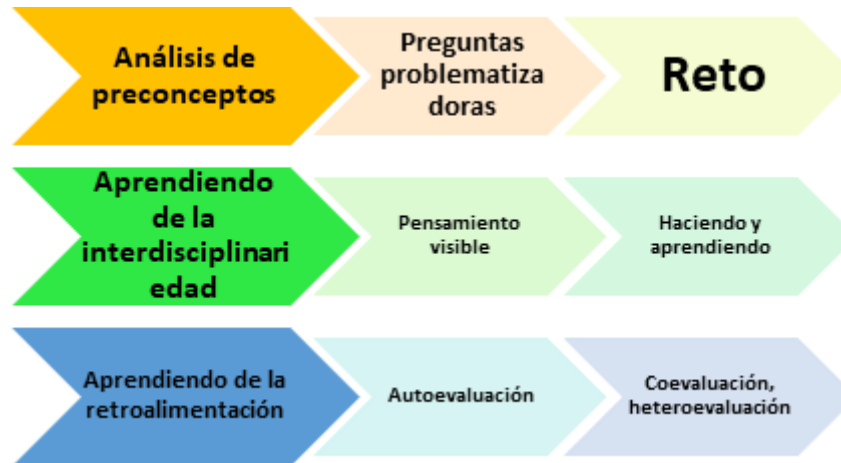 Análisis de
preconceptos
Preguntas
problematiza
doras
Reto
Aprendiendo
de la
interdisciplinari
edad
Pensamiento
visible
Haciendo y
aprendiendo
Aprendiendo de la
retroalimentación
Autoevaluación
Coevaluación,
heteroevaluación